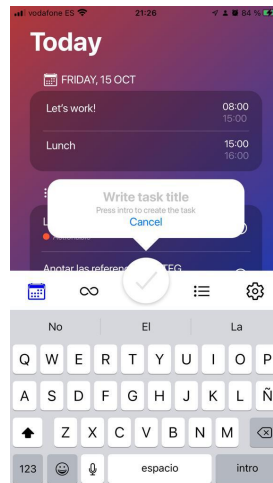 vodafone ES 21:26 84 %
Today
FRIDAY, 15 OCT
Let's work! 08:00
15:00
Lunch 15:00
16:00
Write task title
Press intro to create the task
Cancel
Anotar las
No El La
Q W E R T Y U I O P
A S D F G H J K L Ñ
Z X C V B N M
123 espacio intro